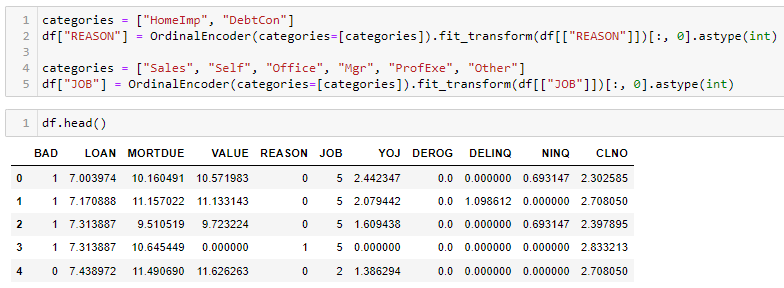 1 categories = ["HomeImp", "DebtCon"]
2 df["REASON"] = OrdinalEncoder(categories=[categories]).fit_transform(df[["REASON"]])[:, 0].astype(int)
3
4 categories = ["Sales", "Self", "Office", "Mgr", "ProfExe", "Other"]
5 df["JOB"] = OrdinalEncoder(categories=[categories]).fit_transform(df[["JOB"]])[:, 0].astype(int)
1 df.head()
BAD LOAN MORTDUE VALUE REASON JOB YOJ DEROG DELINQ NINQ CLNO
0 1 7.003974 10.160491 10.571983 0 5 2.442347 0.0 0.000000 0.693147 2.302585
1 1 7.170888 11.157022 11.133143 0 5 2.079442 0.0 1.098612 0.000000 2.708050
2 1 7.313887 9.510519 9.723224 0 5 1.609438 0.0 0.000000 0.693147 2.397895
3 1 7.313887 10.645449 0.000000 1 5 0.000000 0.0 0.000000 0.000000 2.833213
4 0 7.438972 11.490690 11.626263 0 2 1.386294 0.0 0.000000 0.000000 2.708050